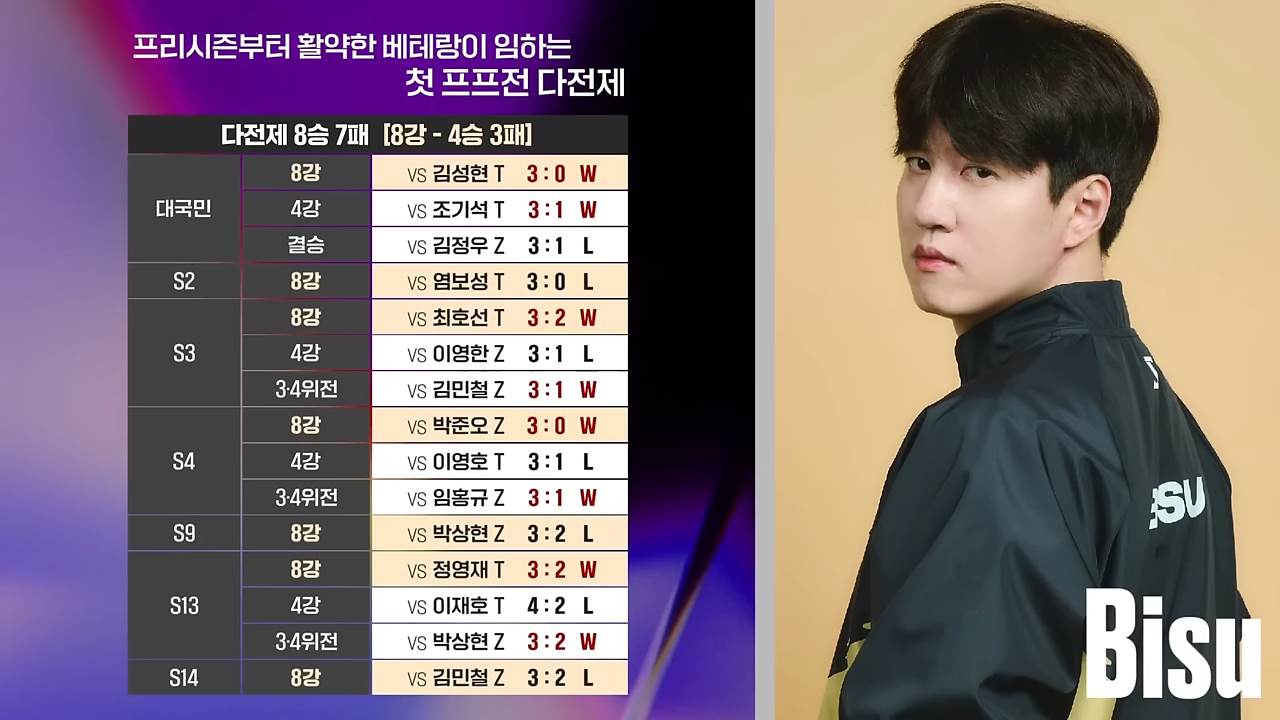 프리시즌부터 활약한 베테랑이 임하는
첫 프프전 다전제
다전제 8승 7패 [8강 - 4승 3패]
대국민
8강 VS 김성현 T 3:0 W
4강 VS 조기석 T 3:1 W
결승 VS 김정우 Z 3:1 L
S2 8강 VS 염보성 T 3:0 L
S3
8강 VS 최호선 T 3:2 W
4강 VS 이영한 Z 3:1 L
3·4위전 VS 김민철 Z 3:1 W
S4
8강 VS 박준오 Z 3:0 W
4강 VS 이영호 T 3:1 L
3·4위전 VS 임홍규 Z 3:1 W
S9 8강 VS 박상현 Z 3:2 L
S13
8강 VS 정영재 T 3:2 W
4강 VS 이재호 T 4:2 L
3·4위전 VS 박상현 Z 3:2 W
S14 8강 VS 김민철 Z 3:2 L
Bisu